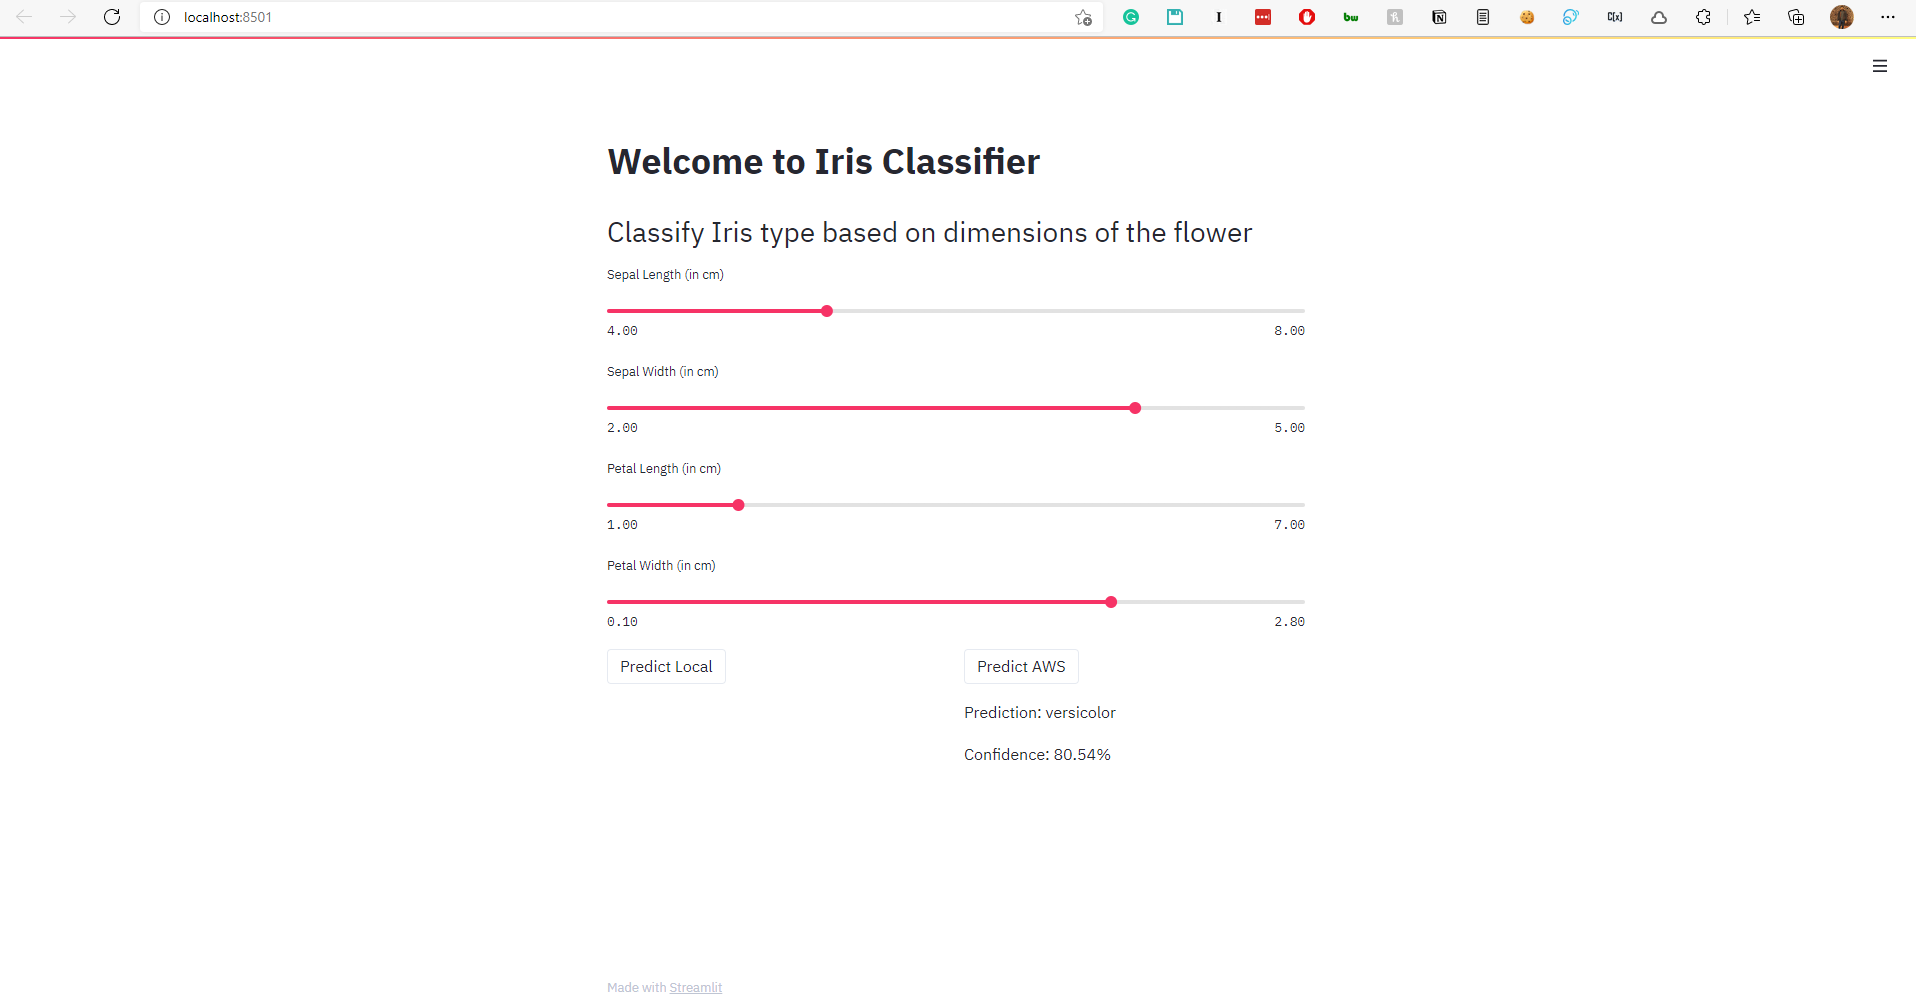 localhost:8501
I
bw
C[x]
Welcome to Iris Classifier
Classify Iris type based on dimensions of the flower
Sepal Length (in cm)
4.00 8.00
Sepal Width (in cm)
2.00 5.00
Petal Length (in cm)
1.00 7.00
Petal Width (in cm)
0.10 2.80
Predict Local Predict AWS
Prediction: versicolor
Confidence: 80.54%
Made with Streamlit